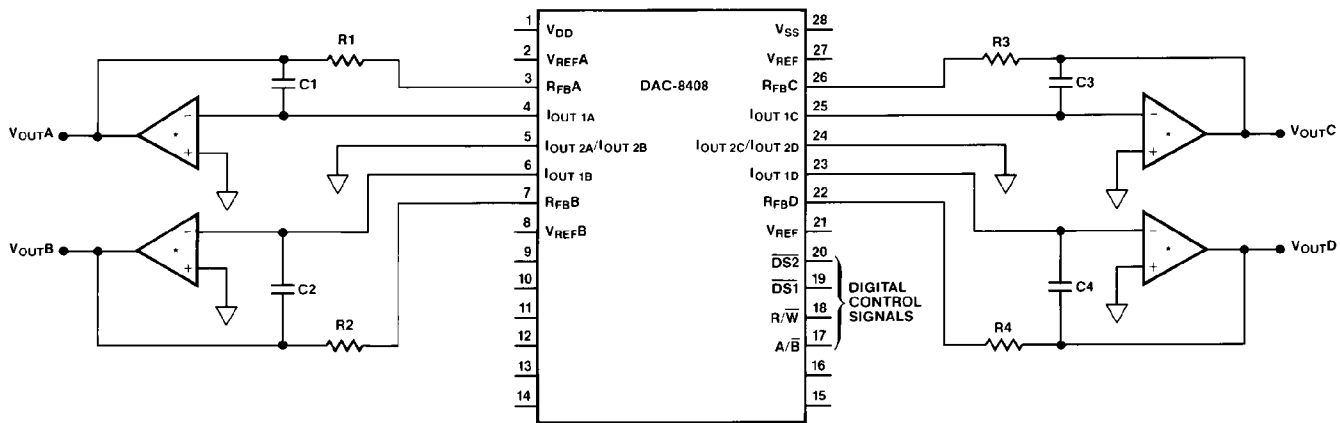 1 VDD VSS 28
2 VREFA VREF 27
R1 R3
3 RFBA DAC-8408 RFBC 26
C1 C3
4 IOUT 1A IOUT 1C 25
VOUTA - * + - * + VOUTC
5 IOUT 2A/IOUT 2B IOUT 2C/IOUT 2D 24
6 IOUT 1B IOUT 1D 23
7 RFBB RFBD 22
8 VREFB VREF 21
VOUTB - * + - * + VOUTD
9 DS2 20
10 DS1 19
C2 C4
DIGITAL
CONTROL
SIGNALS
11 R/W 18
12 A/B 17
R2 R4
13 16
14 15